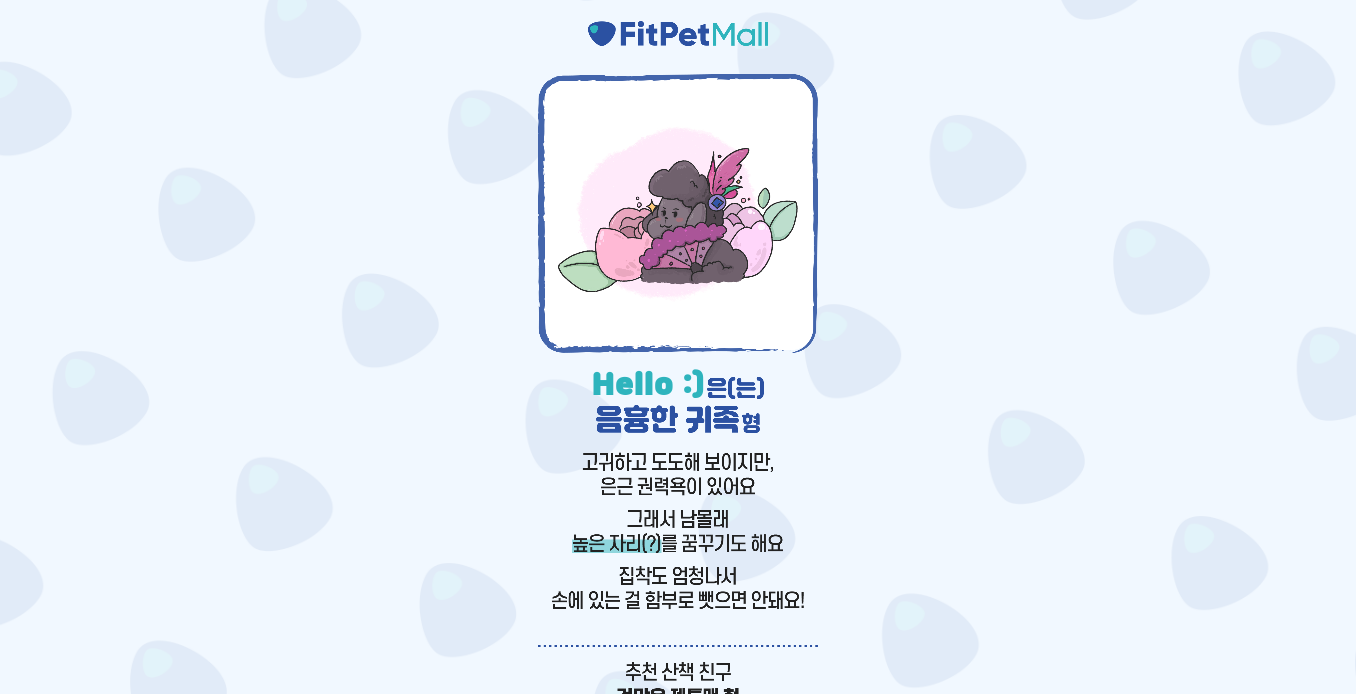 FitPetMall
Hello :)은(는)
음흉한 귀족형
고귀하고 도도해 보이지만,
은근 권력욕이 있어요
그래서 남몰래
높은 자리(?)를 꿈꾸기도 해요
집착도 엄청나서
손에 있는 걸 함부로 뺏으면 안돼요!
추천 산책 친구